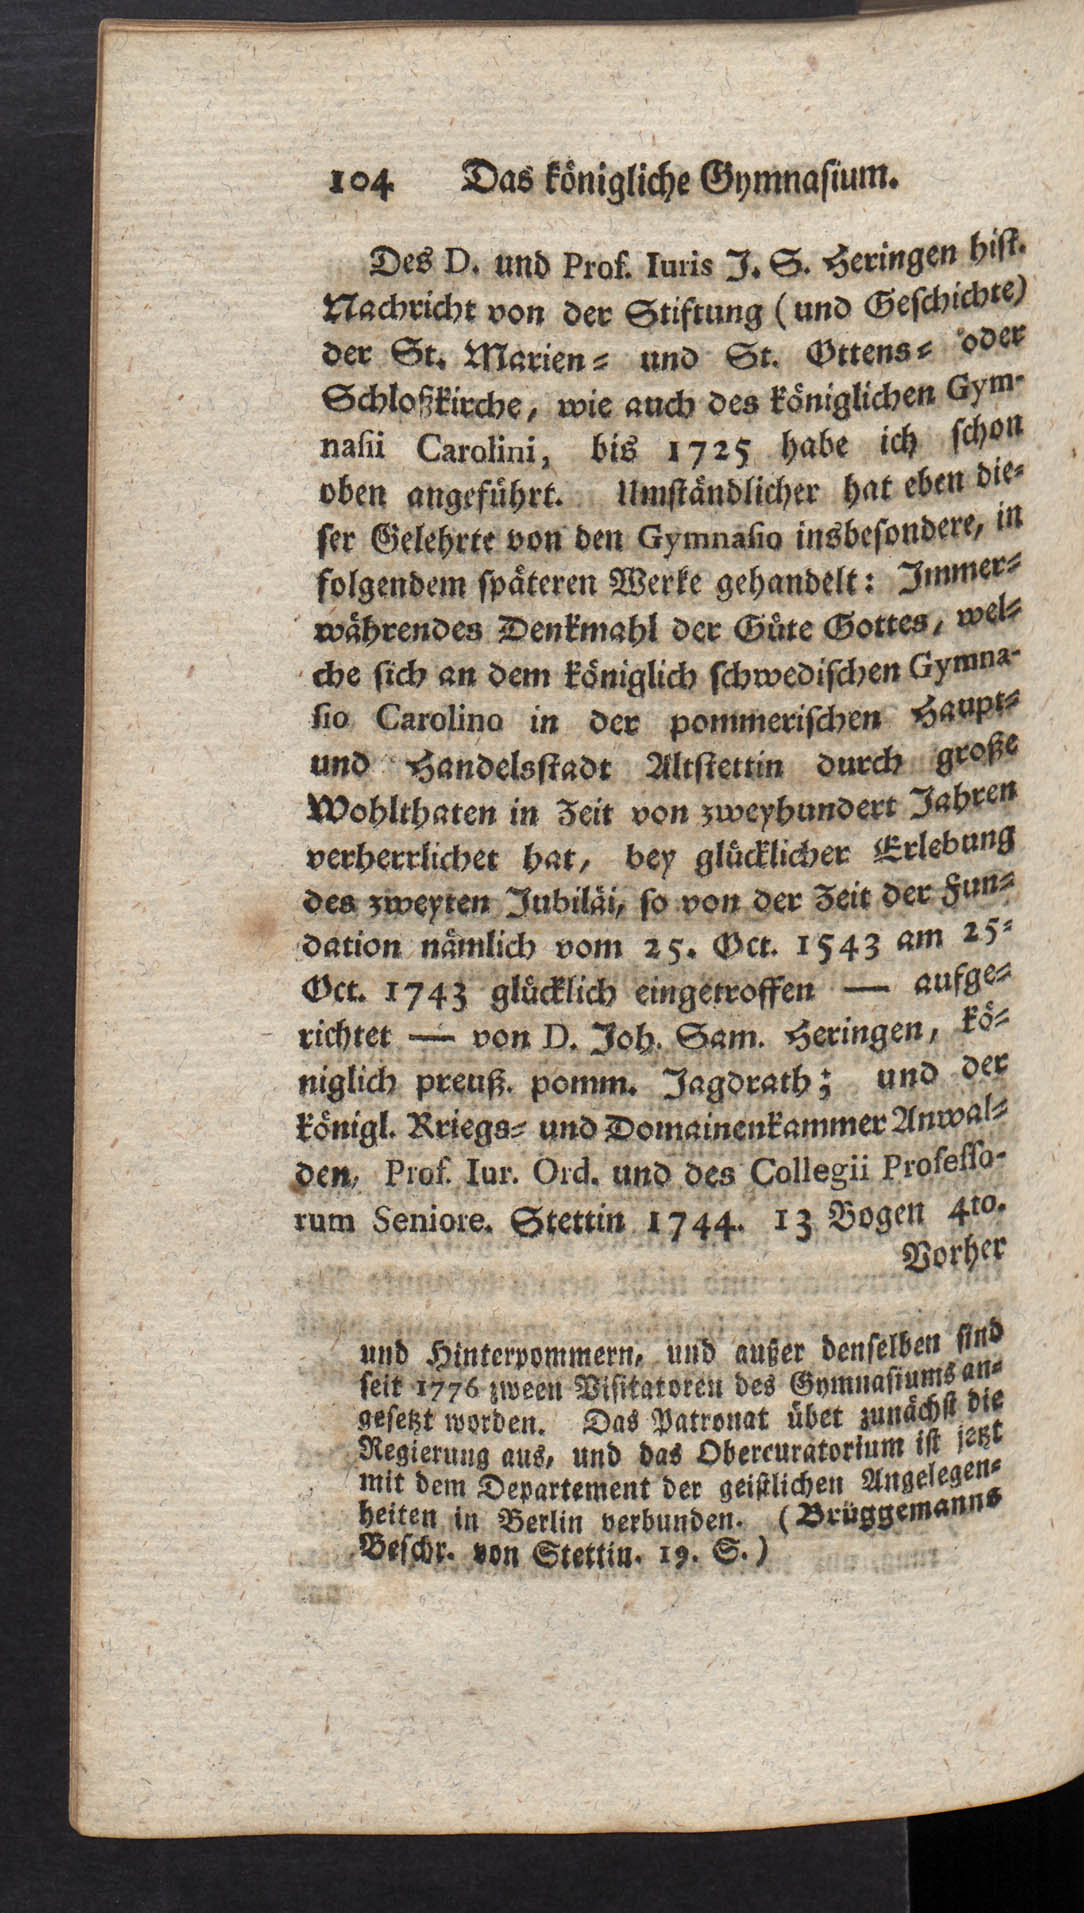 104 Das königliche Gymnasium.
Des D. und Prof. Iuris J. S. Heringen hist.
Nachricht von der Stiftung (und Geschichte)
der St. Marien- und St. Ottens- oder
Schloßkirche, wie auch des königlichen Gym-
nasii Carolini, bis 1725 habe ich schon
oben angeführt. Umständlicher hat eben die-
ser Gelehrte von den Gymnasio insbesondere, in
folgendem späteren Werke gehandelt: Immer-
währendes Denkmahl der Güte Gottes, wel-
che sich an dem königlich schwedischen Gymna-
sio Carolino in der pommerischen Haupt-
und Handelsstadt Altstettin durch große
Wohlthaten in Zeit von zweyhundert Jahren
verherrlichet hat, bey glücklicher Erlebung
des zweyten Jubiläi, so von der Zeit der Fun-
dation nämlich vom 25. Oct. 1543 am 25-
Oct. 1743 glücklich eingetroffen — aufge-
richtet — von D. Joh. Sam. Heringen, kö-
niglich preuß. pomm. Jagdrath; und der
königl. Kriegs- und Domainenkammer Anwal-
den, Prof. Iur. Ord. und des Collegii Professo-
rum Seniore. Stettin 1744. 13 Bogen 4to.
Vorher
und Hinterpommern, und außer denselben sind
seit 1776 zween Visitatoren des Gymnasiums an-
gesetzt worden. Das Patronat übet zunächst die
Regierung aus, und das Obercuratorium ist jetzt
mit dem Departement der geistlichen Angelegen-
heiten in Berlin verbunden. (Brüggemanns
Beschr. von Stettin. 19. S.)